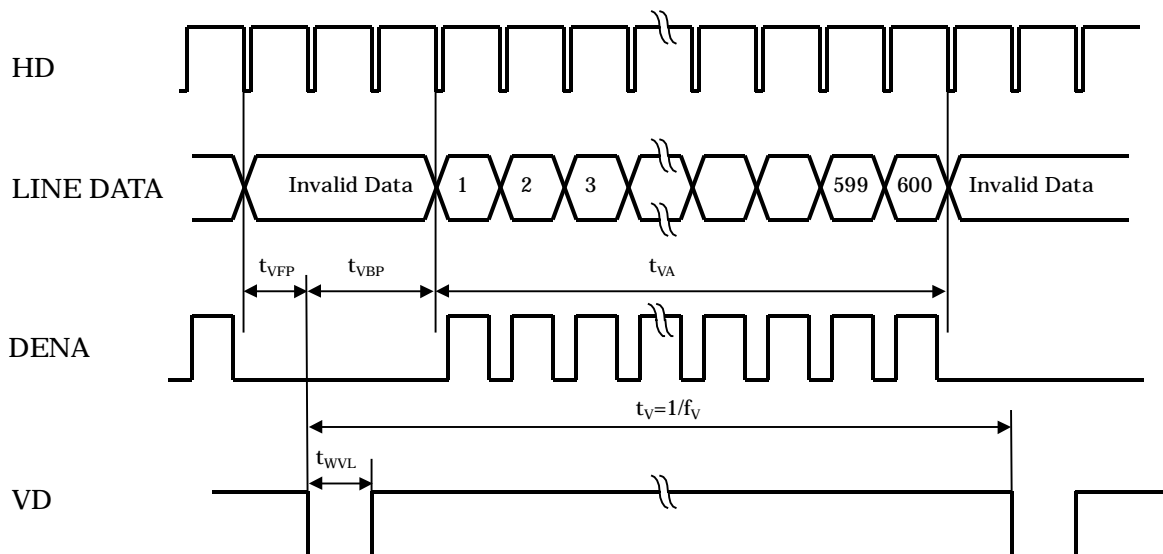 HD
LINE DATA
Invalid Data 1 2 3 599 600 Invalid Data
tVFP tVBP tVA
DENA
tV=1/fV
tWVL
VD